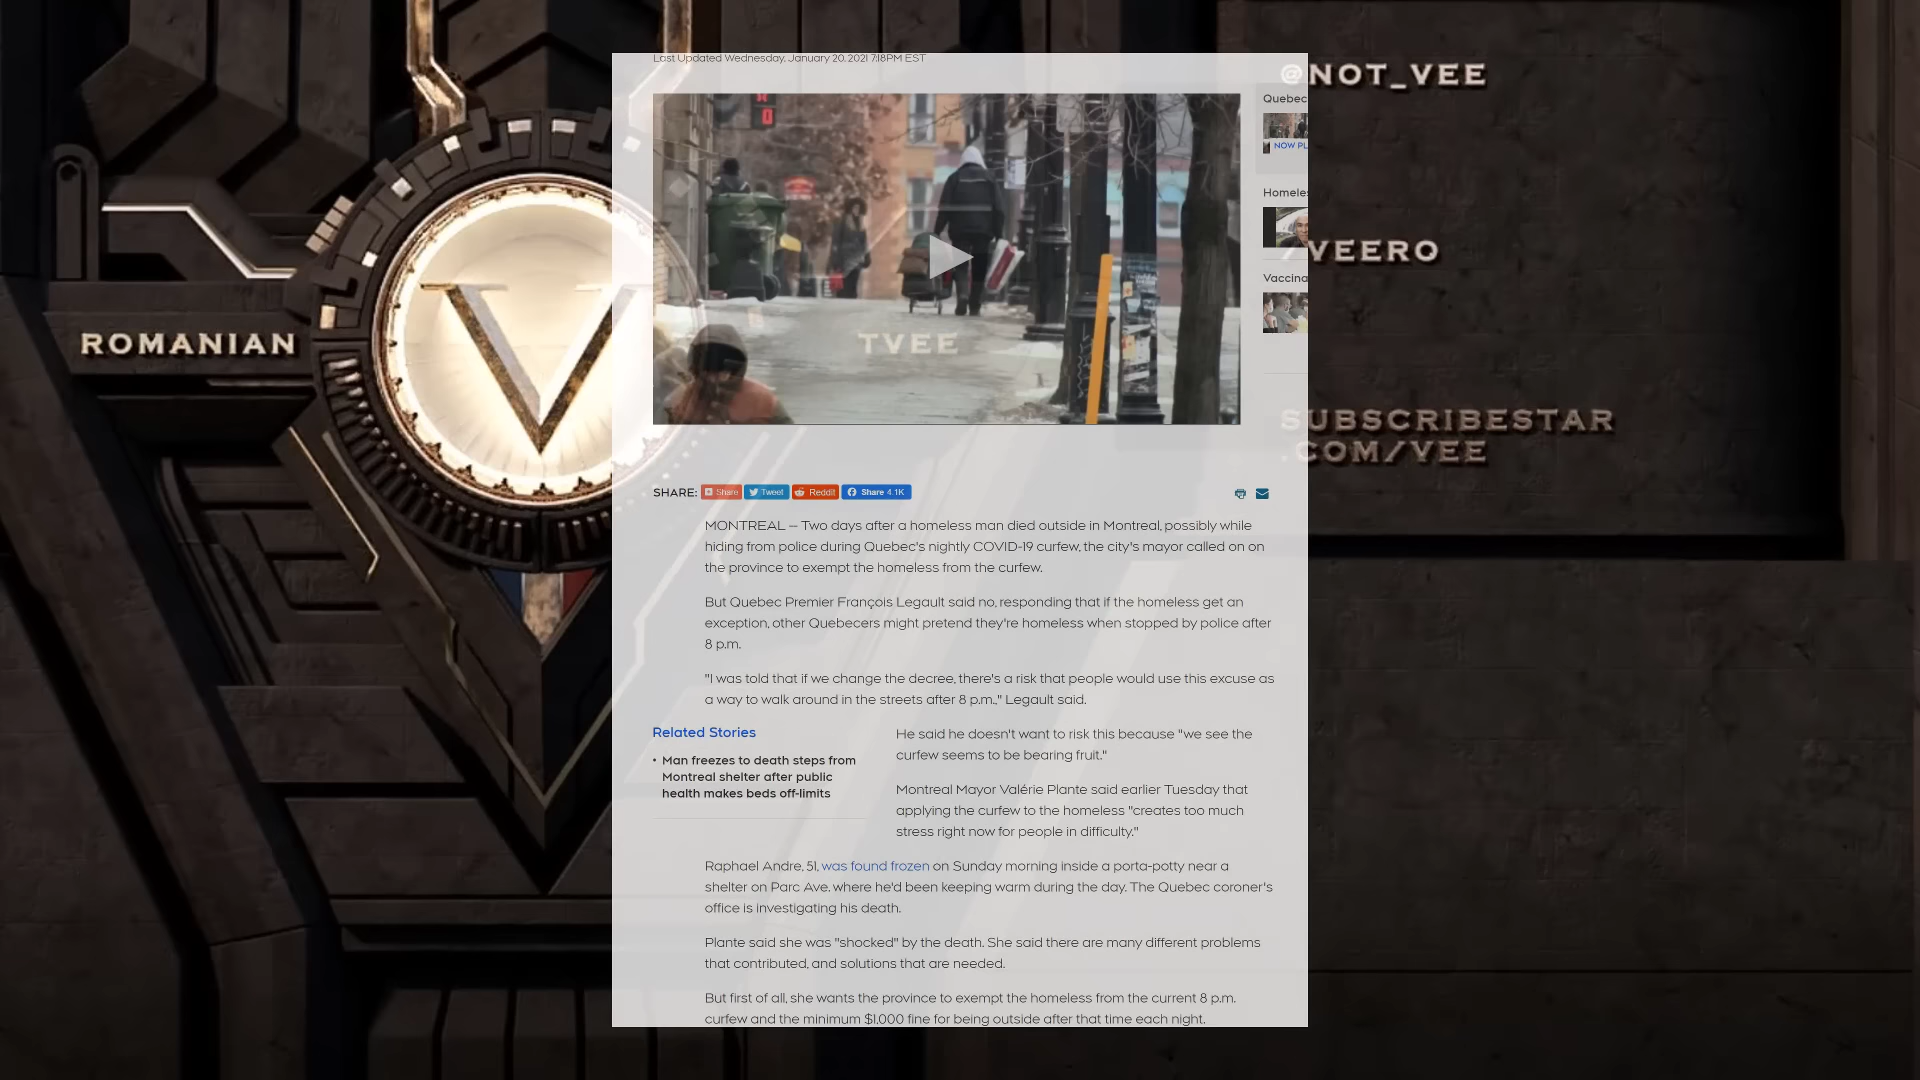 Last Updated Wednesday, January 20, 2021 7:18PM EST
@NOT_VEE
Quebec
NOW PL
Homeles
/VEERO
Vaccina
ROMANIAN
TVEE
SUBSCRIBESTAR
.COM/VEE
SHARE: Share Tweet Reddit Share 4.1K
MONTREAL – Two days after a homeless man died outside in Montreal, possibly while
hiding from police during Quebec's nightly COVID-19 curfew, the city's mayor called on on
the province to exempt the homeless from the curfew.
But Quebec Premier François Legault said no, responding that if the homeless get an
exception, other Quebecers might pretend they're homeless when stopped by police after
8 p.m.
"I was told that if we change the decree, there's a risk that people would use this excuse as
a way to walk around in the streets after 8 p.m.," Legault said.
Related Stories
• Man freezes to death steps from
Montreal shelter after public
health makes beds off-limits
He said he doesn't want to risk this because "we see the
curfew seems to be bearing fruit."
Montreal Mayor Valérie Plante said earlier Tuesday that
applying the curfew to the homeless "creates too much
stress right now for people in difficulty."
Raphael Andre, 51, was found frozen on Sunday morning inside a porta-potty near a
shelter on Parc Ave. where he'd been keeping warm during the day. The Quebec coroner's
office is investigating his death.
Plante said she was "shocked" by the death. She said there are many different problems
that contributed, and solutions that are needed.
But first of all, she wants the province to exempt the homeless from the current 8 p.m.
curfew and the minimum $1,000 fine for being outside after that time each night.